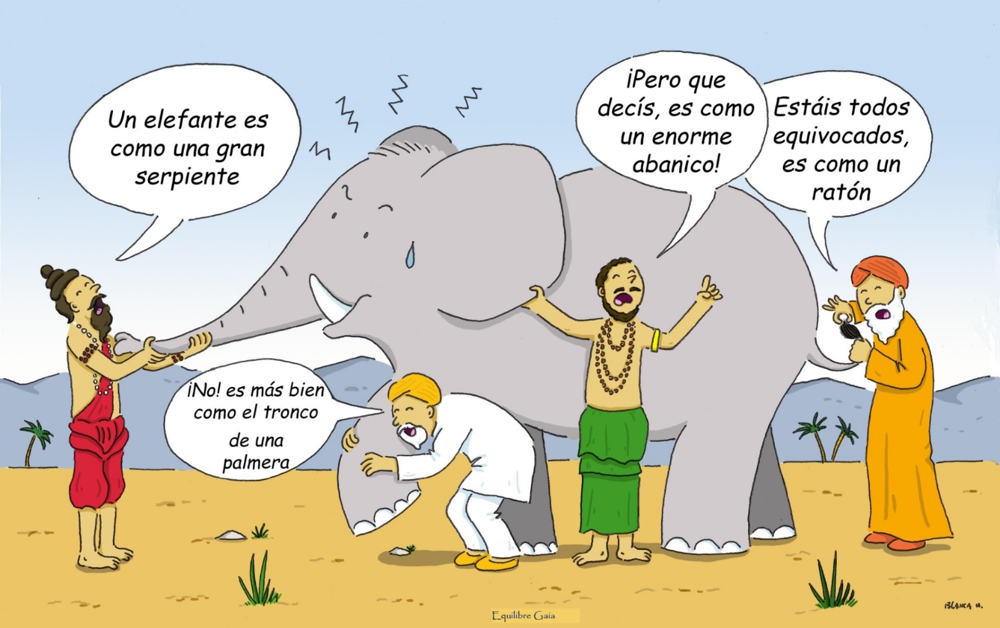 Un elefante es
como una gran
serpiente
¡No! es más bien
como el tronco
de una
palmera
¡Pero que
decís, es como
un enorme
abanico!
Estáis todos
equivocados,
es como un
ratón
Equilibre Gaia
BLANCA N.